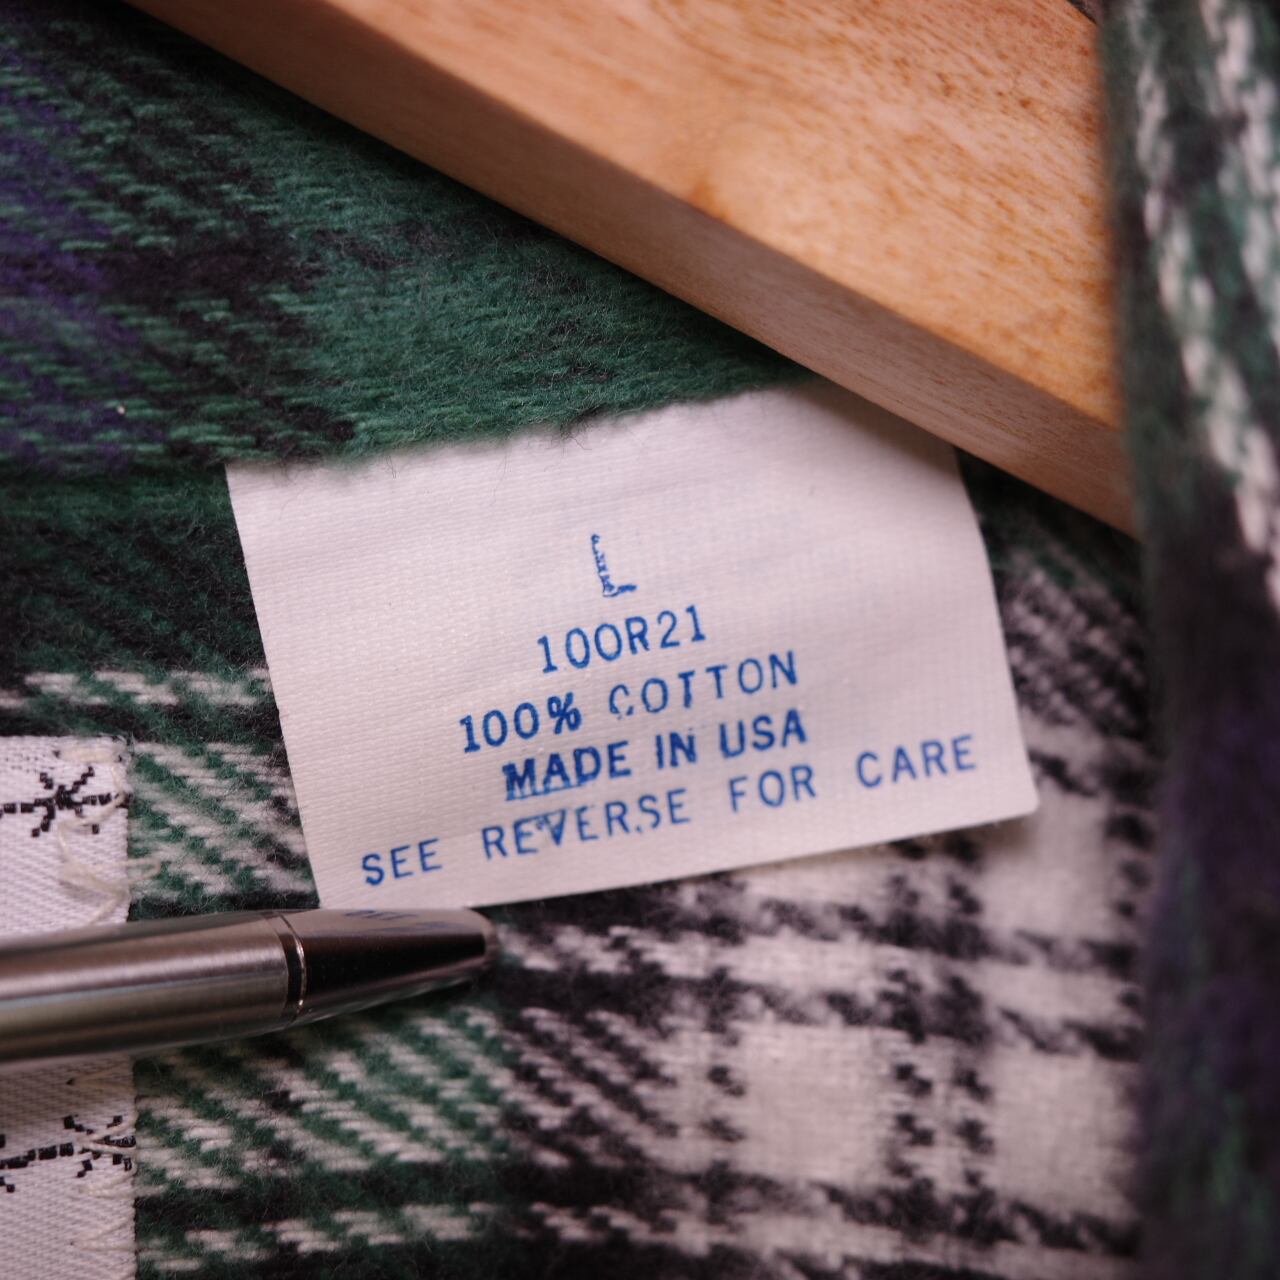 L
100R21
100% COTTON
MADE IN USA
SEE REVERSE FOR CARE